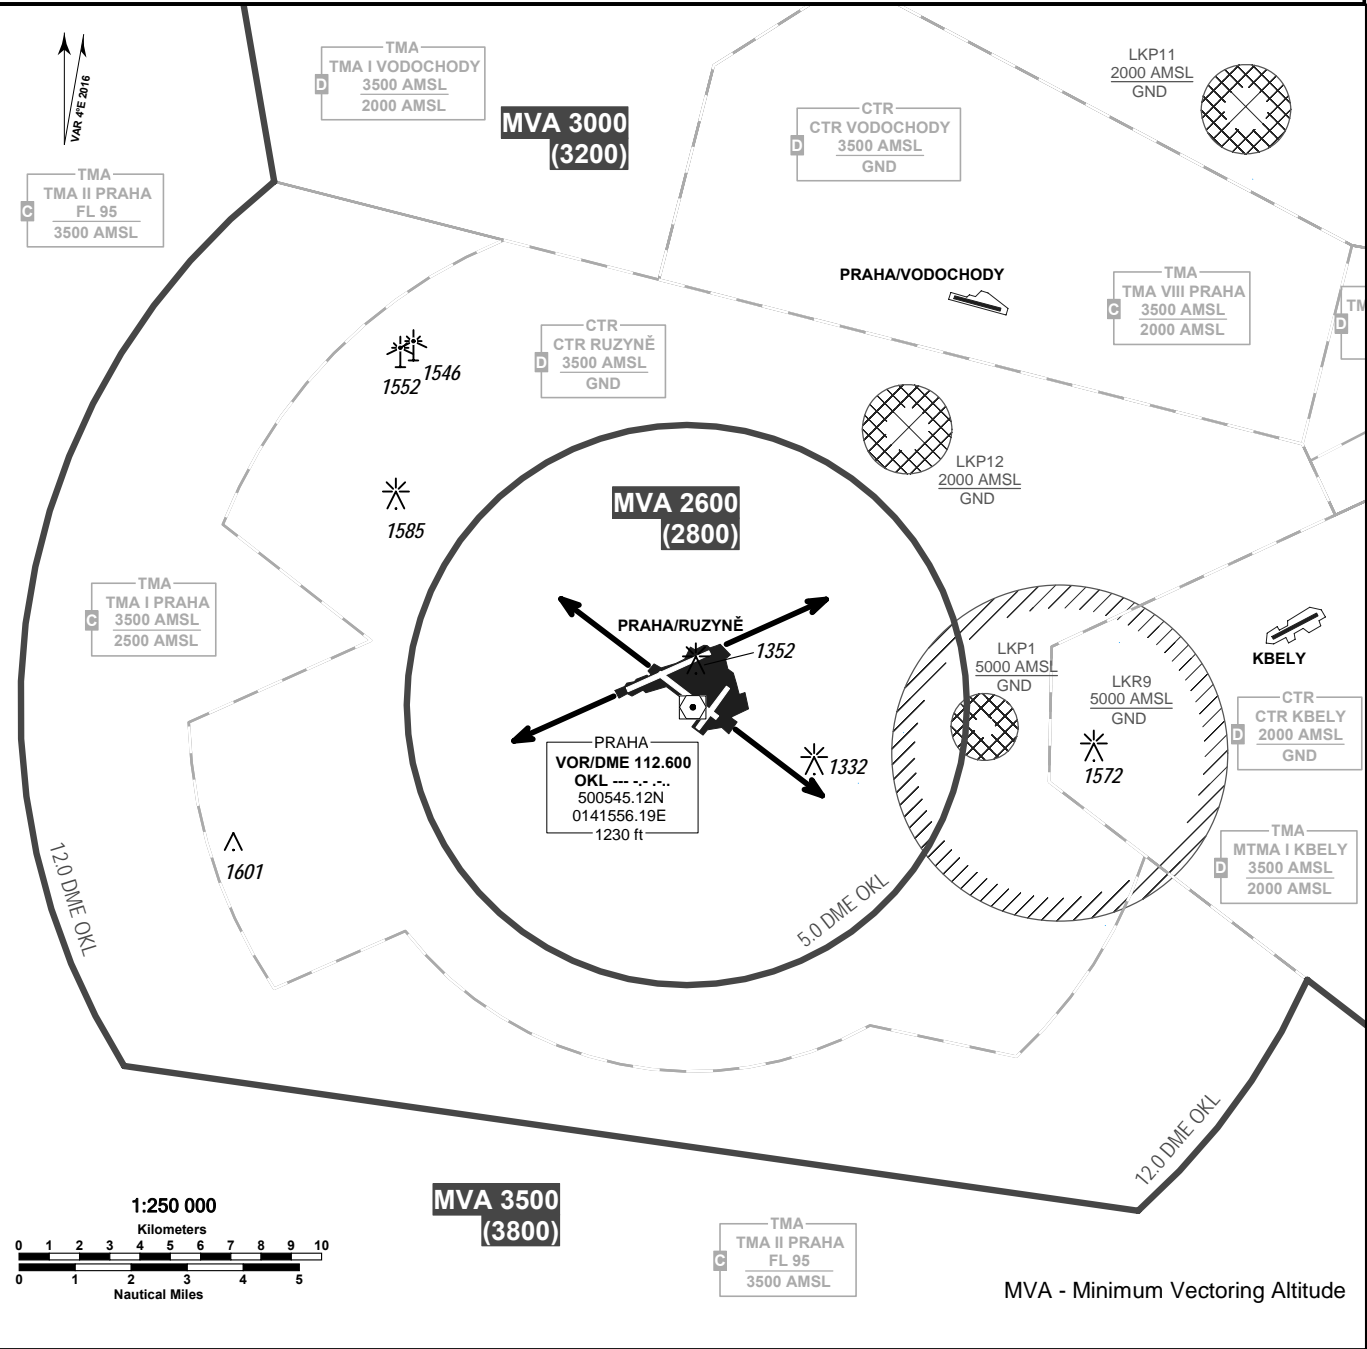 VAR 4°E 2016
TMA
TMA I VODOCHODY
D
3500 AMSL
2000 AMSL
MVA 3000
(3200)
LKP11
2000 AMSL
GND
CTR
CTR VODOCHODY
D
3500 AMSL
GND
TMA
TMA II PRAHA
C
FL 95
3500 AMSL
PRAHA/VODOCHODY
TMA
TMA VIII PRAHA
C
3500 AMSL
2000 AMSL
TM
D
CTR
CTR RUZYNĚ
D
3500 AMSL
GND
1552
1546
LKP12
2000 AMSL
GND
1585
MVA 2600
(2800)
TMA
TMA I PRAHA
C
3500 AMSL
2500 AMSL
PRAHA/RUZYNĚ
1352
LKP1
5000 AMSL
GND
KBELY
LKR9
5000 AMSL
GND
CTR
CTR KBELY
D
2000 AMSL
GND
PRAHA
VOR/DME 112.600
OKL --- -.- .-..
500545.12N
0141556.19E
1230 ft
1332
1572
1601
TMA
MTMA I KBELY
D
3500 AMSL
2000 AMSL
12.0 DME OKL
5.0 DME OKL
12.0 DME OKL
MVA 3500
(3800)
1:250 000
Kilometers
0 1 2 3 4 5 6 7 8 9 10
0 1 2 3 4 5
Nautical Miles
TMA
TMA II PRAHA
C
FL 95
3500 AMSL
MVA - Minimum Vectoring Altitude